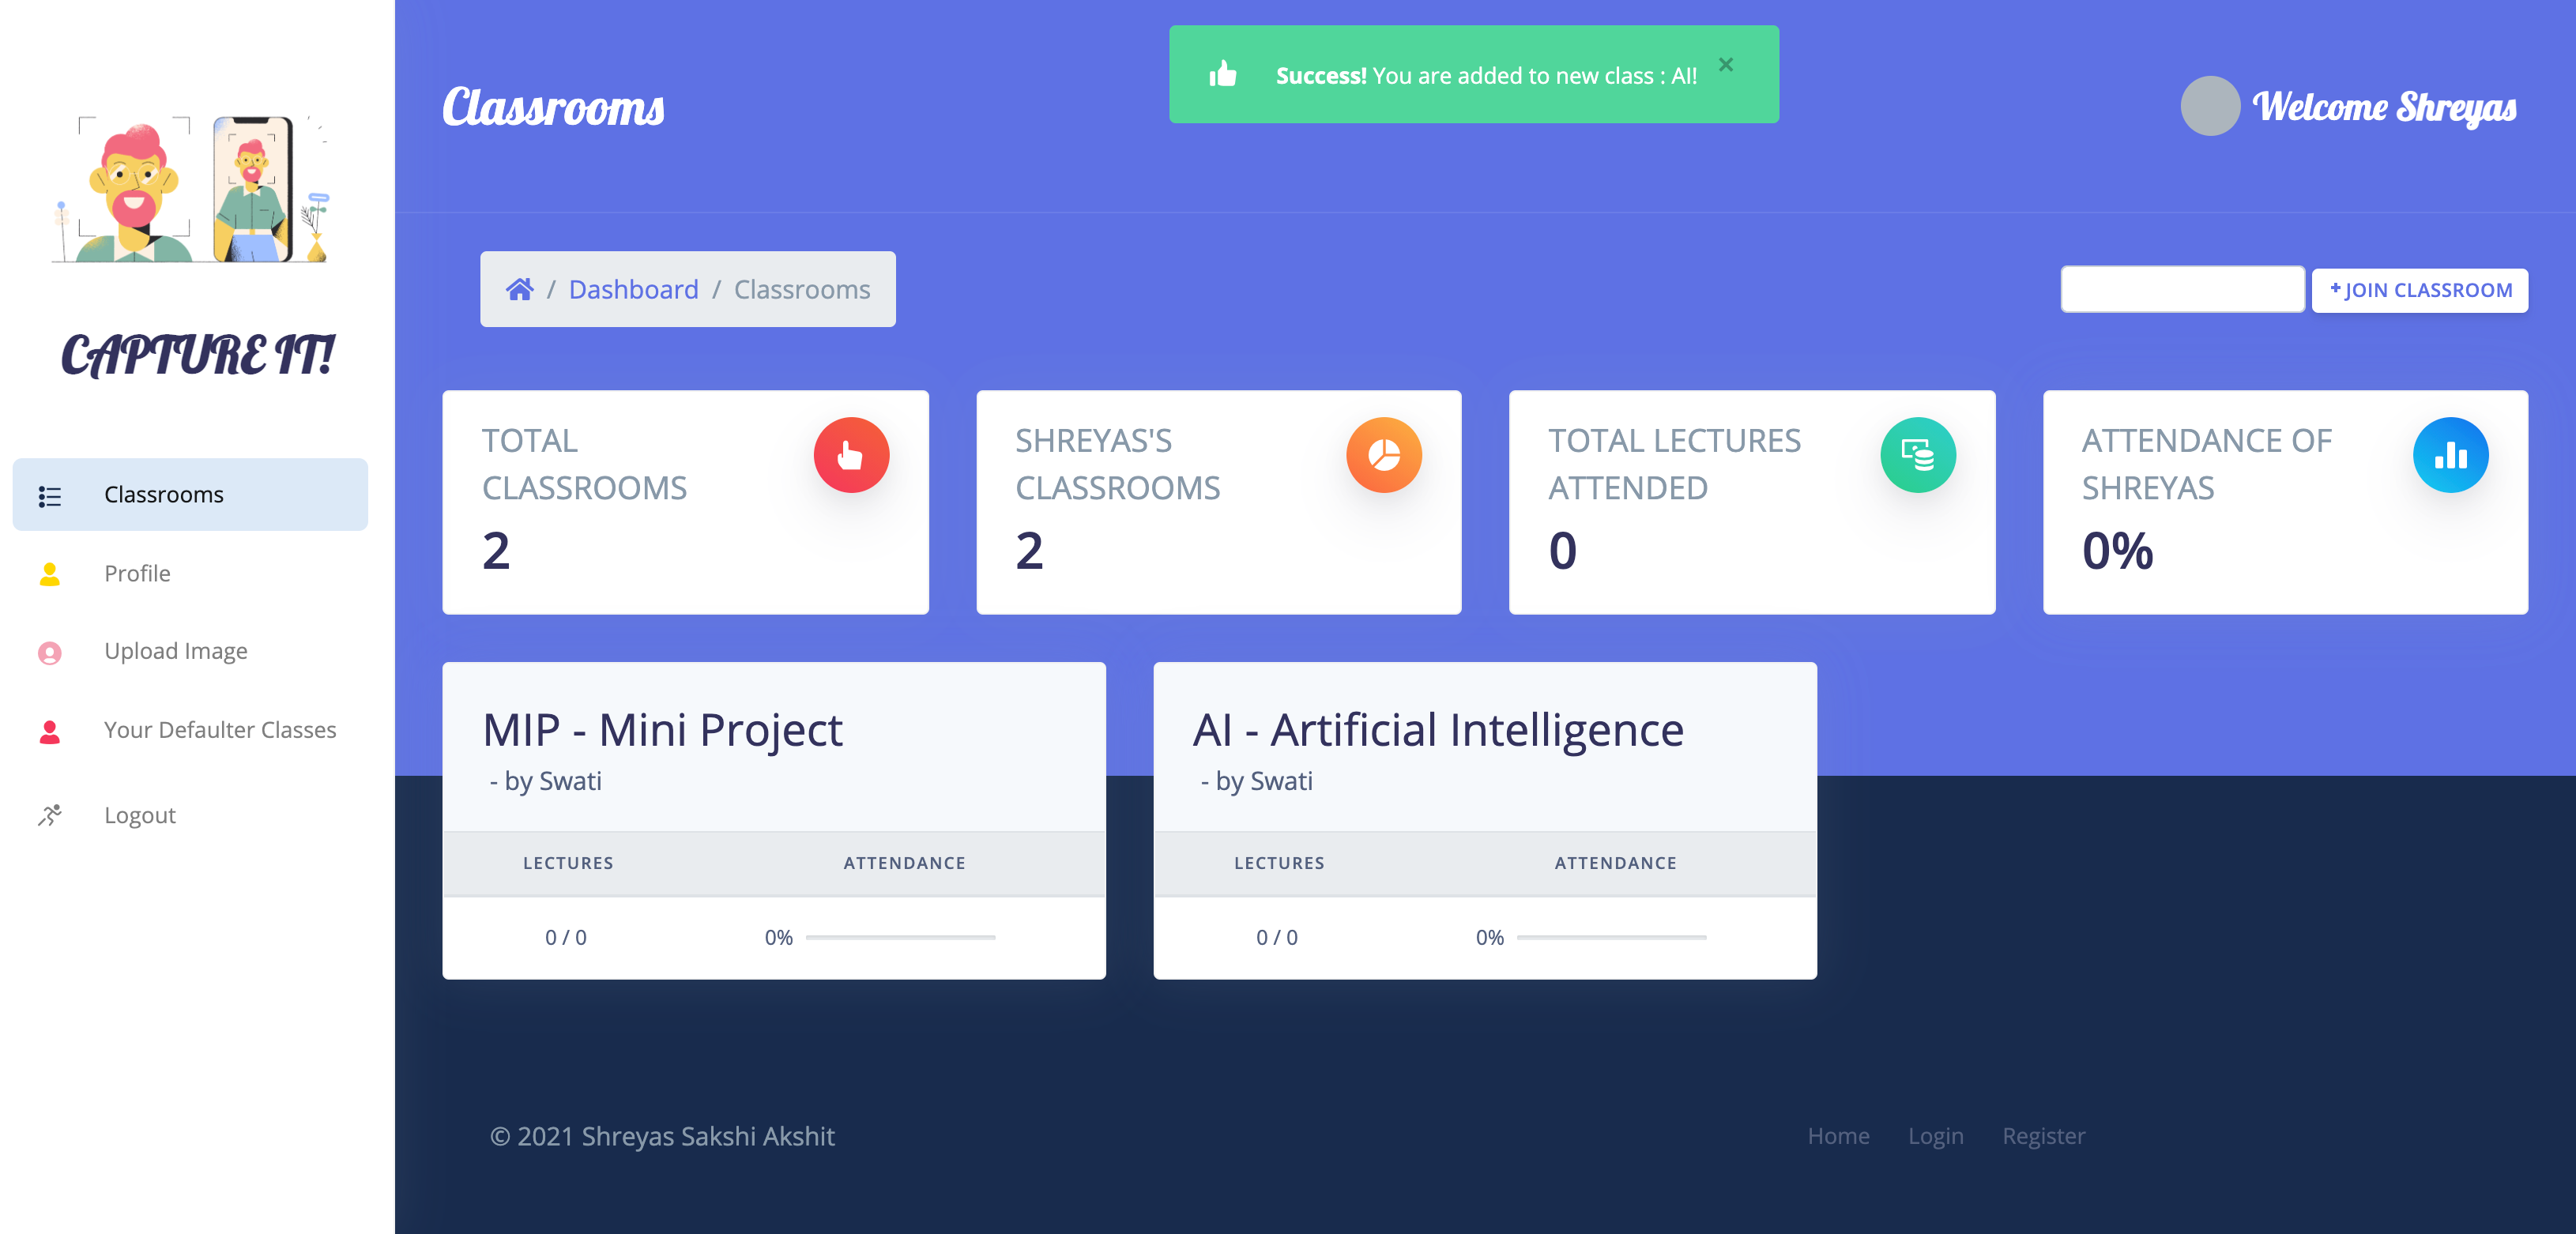 CAPTURE IT!
Classrooms
Profile
Upload Image
Your Defaulter Classes
Logout
Classrooms
Success! You are added to new class : AI! ×
Welcome Shreyas
/ Dashboard / Classrooms
+ JOIN CLASSROOM
TOTAL
CLASSROOMS
2
SHREYAS'S
CLASSROOMS
2
TOTAL LECTURES
ATTENDED
0
ATTENDANCE OF
SHREYAS
0%
MIP - Mini Project
- by Swati
LECTURES ATTENDANCE
0 / 0 0%
AI - Artificial Intelligence
- by Swati
LECTURES ATTENDANCE
0 / 0 0%
© 2021 Shreyas Sakshi Akshit
Home Login Register